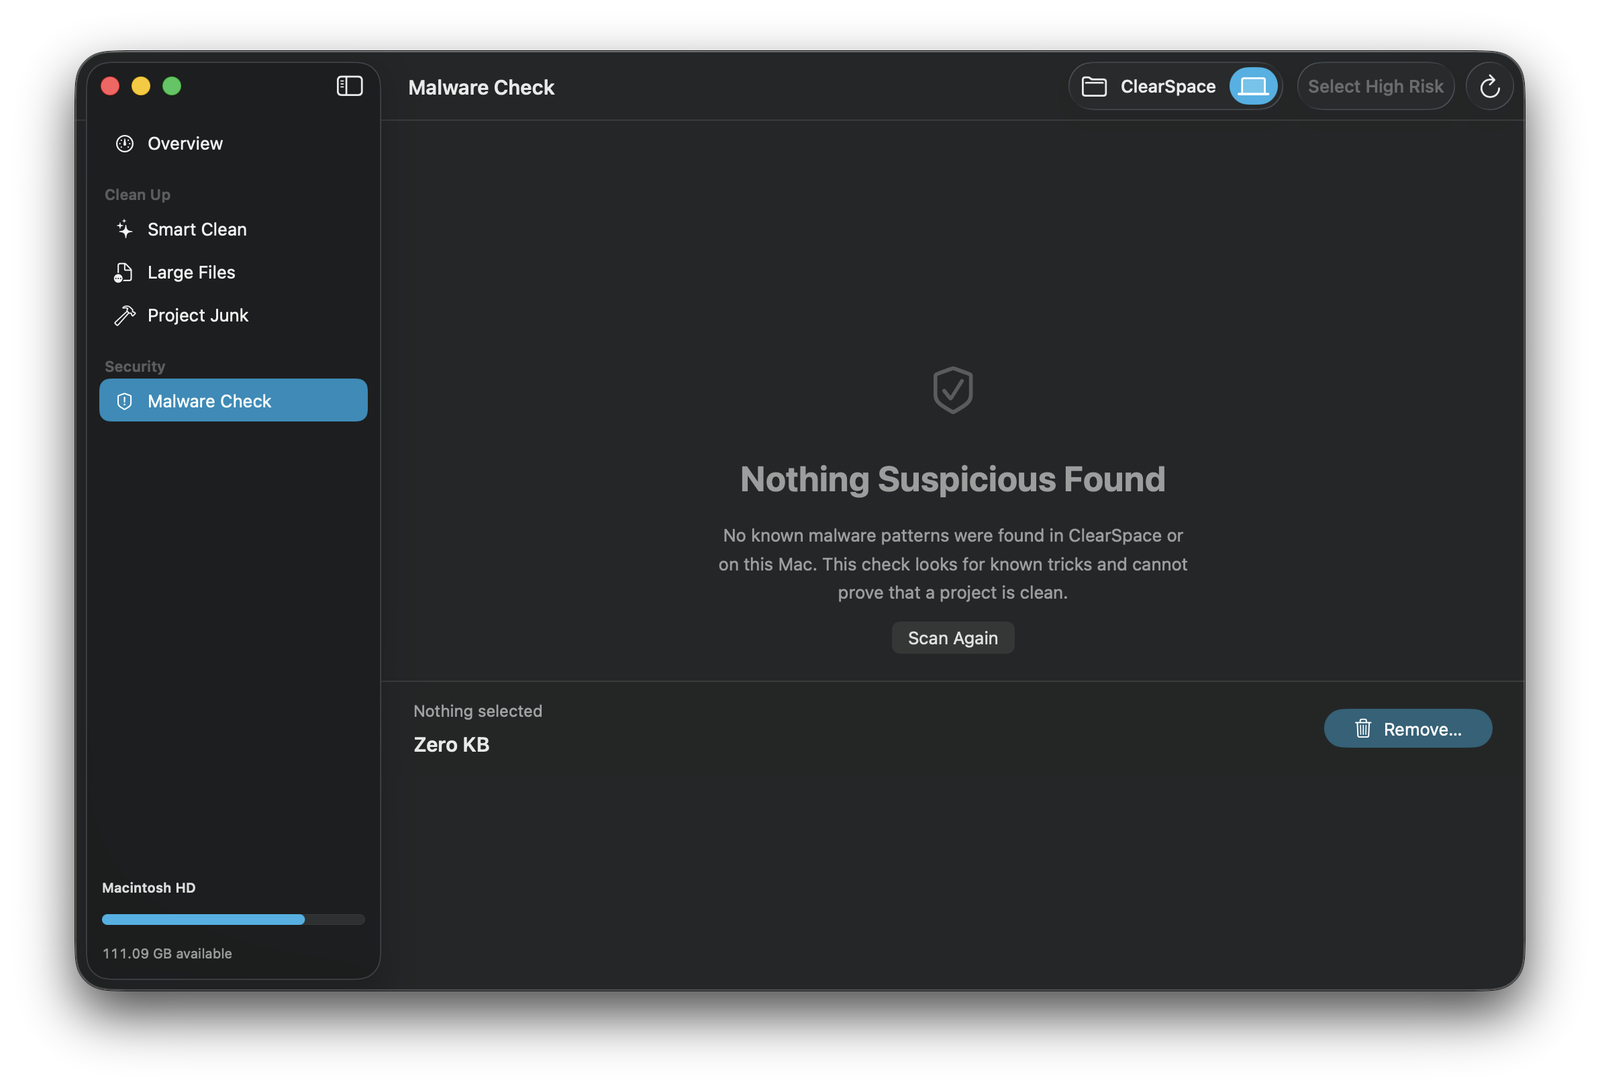 Malware Check
ClearSpace
Select High Risk
Overview
Clean Up
Smart Clean
Large Files
Project Junk
Security
Malware Check
Nothing Suspicious Found
No known malware patterns were found in ClearSpace or
on this Mac. This check looks for known tricks and cannot
prove that a project is clean.
Scan Again
Nothing selected
Zero KB
Remove...
Macintosh HD
111.09 GB available